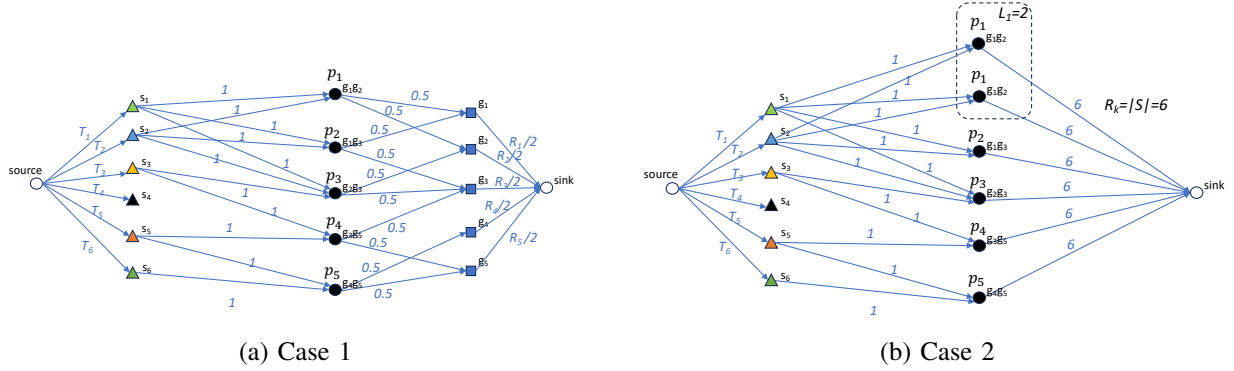 source
T₁
T₂
T₃
T₄
T₅
T₆
s₁
s₂
s₃
s₄
s₅
s₆
1
1
1
1
1
1
1
1
1
p₁
g₁g₂
p₂
g₁g₃
p₃
g₂g₃
p₄
g₃g₅
p₅
g₄g₅
0.5
0.5
0.5
0.5
0.5
0.5
0.5
0.5
0.5
g₁
g₂
g₃
g₄
g₅
R₁/2
R₂/2
R₃/2
R₄/2
R₅/2
sink
(a) Case 1
source
T₁
T₂
T₃
T₄
T₅
T₆
s₁
s₂
s₃
s₄
s₅
s₆
1
1
1
1
1
1
1
1
1
1
L₁=2
p₁
g₁g₂
p₁
g₁g₂
p₂
g₁g₃
p₃
g₂g₃
p₄
g₃g₅
p₅
g₄g₅
6
6
6
6
6
6
Rₖ=|S|=6
sink
(b) Case 2